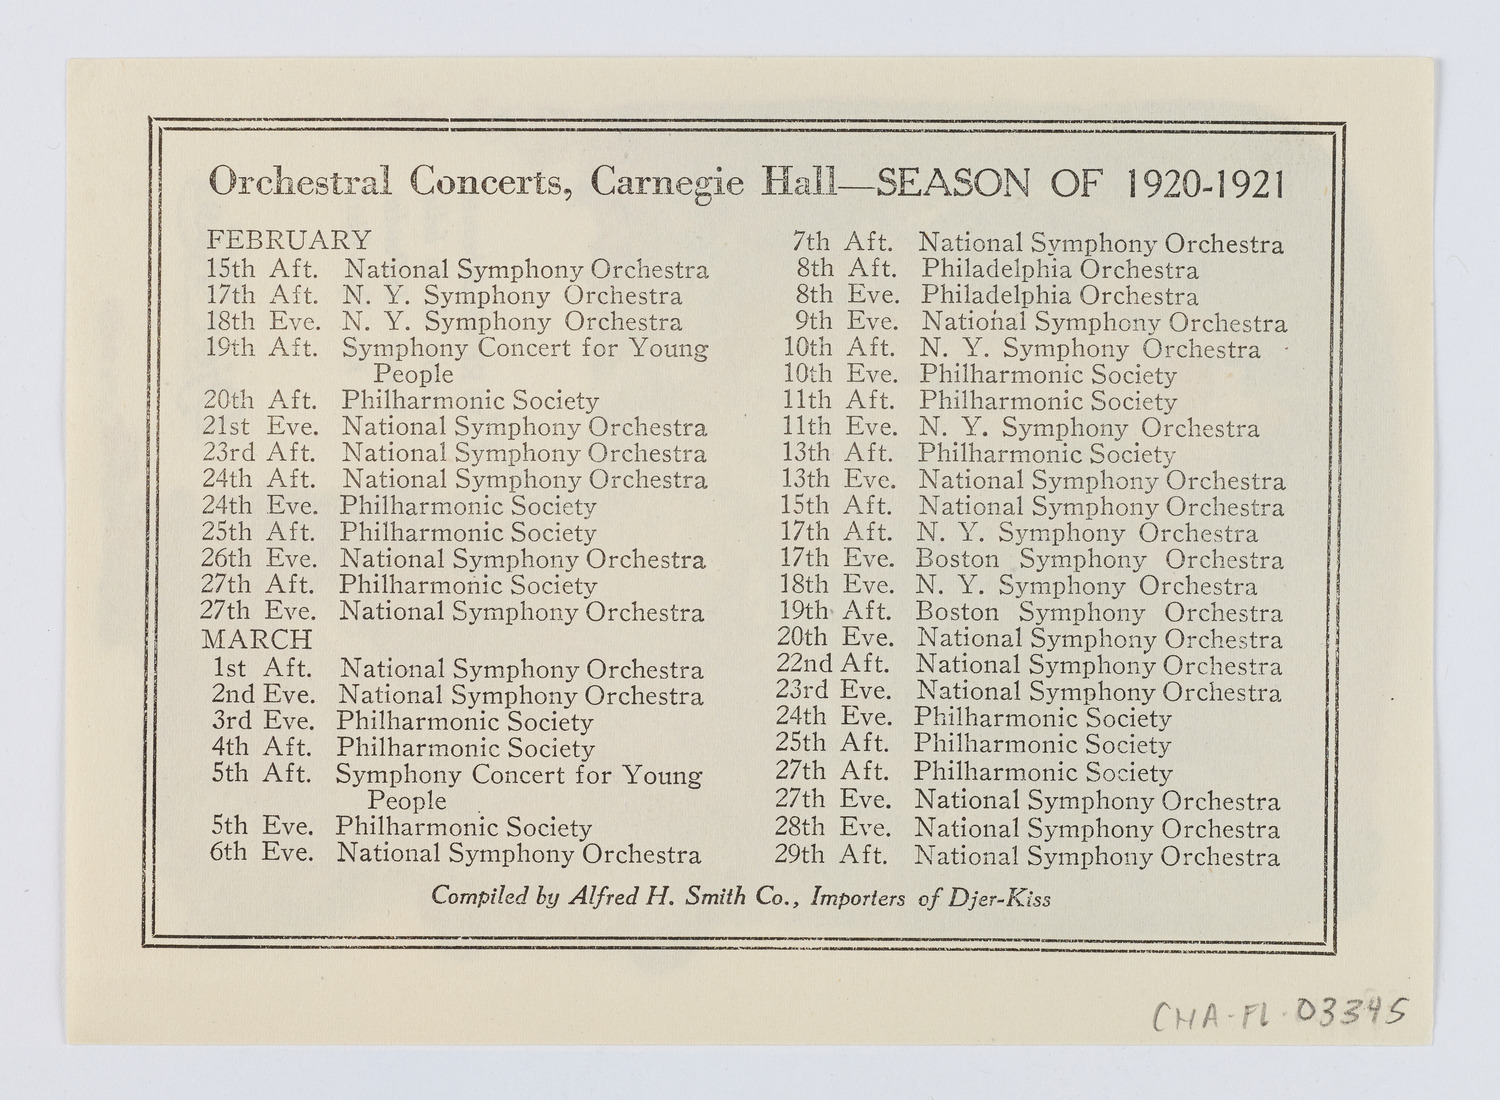 Orchestral Concerts, Carnegie Hall—SEASON OF 1920-1921
FEBRUARY
15th Aft. National Symphony Orchestra
17th Aft. N. Y. Symphony Orchestra
18th Eve. N. Y. Symphony Orchestra
19th Aft. Symphony Concert for Young
People
20th Aft. Philharmonic Society
21st Eve. National Symphony Orchestra
23rd Aft. National Symphony Orchestra
24th Aft. National Symphony Orchestra
24th Eve. Philharmonic Society
25th Aft. Philharmonic Society
26th Eve. National Symphony Orchestra
27th Aft. Philharmonic Society
27th Eve. National Symphony Orchestra
MARCH
1st Aft. National Symphony Orchestra
2nd Eve. National Symphony Orchestra
3rd Eve. Philharmonic Society
4th Aft. Philharmonic Society
5th Aft. Symphony Concert for Young
People
5th Eve. Philharmonic Society
6th Eve. National Symphony Orchestra
7th Aft. National Symphony Orchestra
8th Aft. Philadelphia Orchestra
8th Eve. Philadelphia Orchestra
9th Eve. National Symphony Orchestra
10th Aft. N. Y. Symphony Orchestra
10th Eve. Philharmonic Society
11th Aft. Philharmonic Society
11th Eve. N. Y. Symphony Orchestra
13th Aft. Philharmonic Society
13th Eve. National Symphony Orchestra
15th Aft. National Symphony Orchestra
17th Aft. N. Y. Symphony Orchestra
17th Eve. Boston Symphony Orchestra
18th Eve. N. Y. Symphony Orchestra
19th Aft. Boston Symphony Orchestra
20th Eve. National Symphony Orchestra
22nd Aft. National Symphony Orchestra
23rd Eve. National Symphony Orchestra
24th Eve. Philharmonic Society
25th Aft. Philharmonic Society
27th Aft. Philharmonic Society
27th Eve. National Symphony Orchestra
28th Eve. National Symphony Orchestra
29th Aft. National Symphony Orchestra
Compiled by Alfred H. Smith Co., Importers of Djer-Kiss
CHA-FL-03345